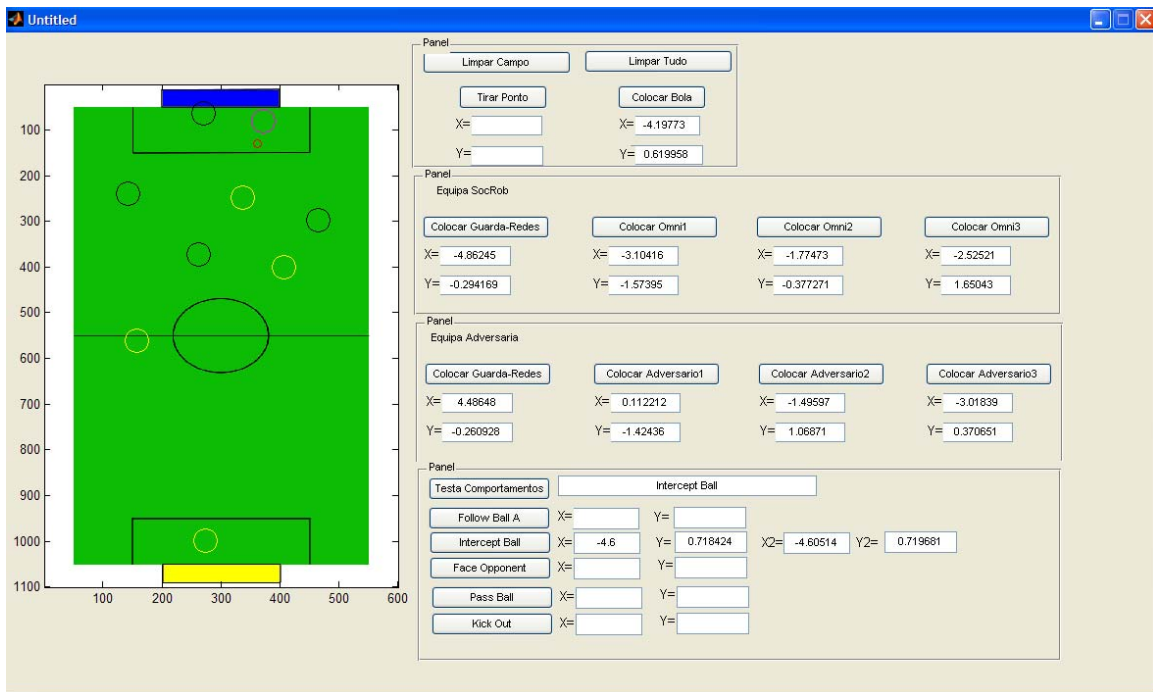 Untitled
100
200
300
400
500
600
700
800
900
1000
1100
100 200 300 400 500 600
Panel
Limpar Campo Limpar Tudo
Tirar Ponto Colocar Bola
X= X= -4.19773
Y= Y= 0.619958
Panel
Equipa SocRob
Colocar Guarda-Redes Colocar Omni1 Colocar Omni2 Colocar Omni3
X= -4.86245 X= -3.10416 X= -1.77473 X= -2.52521
Y= -0.294169 Y= -1.57395 Y= -0.377271 Y= 1.65043
Panel
Equipa Adversaria
Colocar Guarda-Redes Colocar Adversario1 Colocar Adversario2 Colocar Adversario3
X= 4.48648 X= 0.112212 X= -1.49597 X= -3.01839
Y= -0.260928 Y= -1.42436 Y= 1.06871 Y= 0.370651
Panel
Testa Comportamentos Intercept Ball
Follow Ball A X= Y=
Intercept Ball X= -4.6 Y= 0.718424 X2= -4.60514 Y2= 0.719681
Face Opponent X= Y=
Pass Ball X= Y=
Kick Out X= Y=